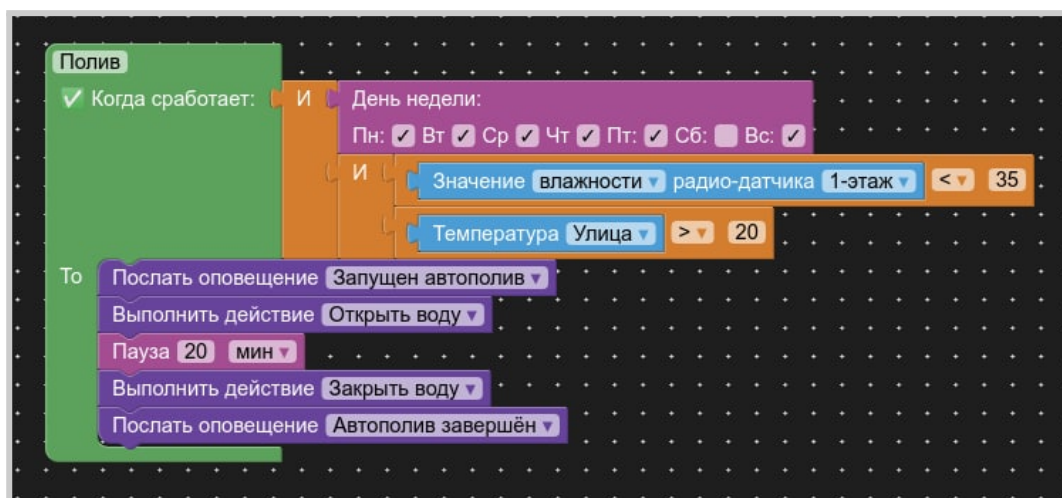 Полив
Когда сработает: И День недели:
Пн: Вт Ср Чт Пт: Сб: Вс:
И Значение влажности радио-датчика 1-этаж < 35
Температура Улица > 20
То Послать оповещение Запущен автополив
Выполнить действие Открыть воду
Пауза 20 мин
Выполнить действие Закрыть воду
Послать оповещение Автополив завершён